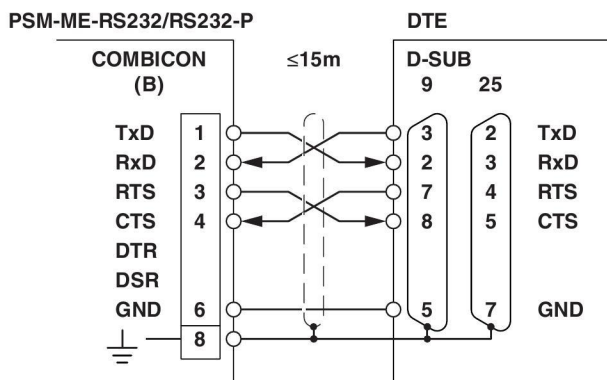 PSM-ME-RS232/RS232-P DTE
COMBICON ≤15m D-SUB
(B) 9 25
TxD 1 3 2 TxD
RxD 2 2 3 RxD
RTS 3 7 4 RTS
CTS 4 8 5 CTS
DTR
DSR
GND 6 5 7 GND
8